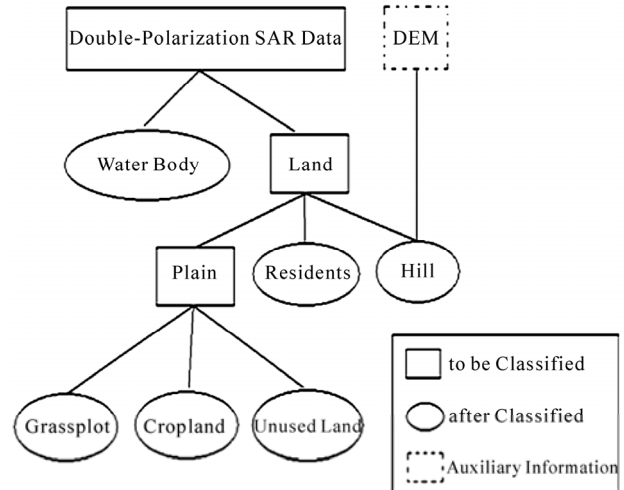 Double-Polarization SAR Data
DEM
Water Body
Land
Plain
Residents
Hill
Grassplot
Cropland
Unused Land
to be Classified
after Classified
Auxiliary Information